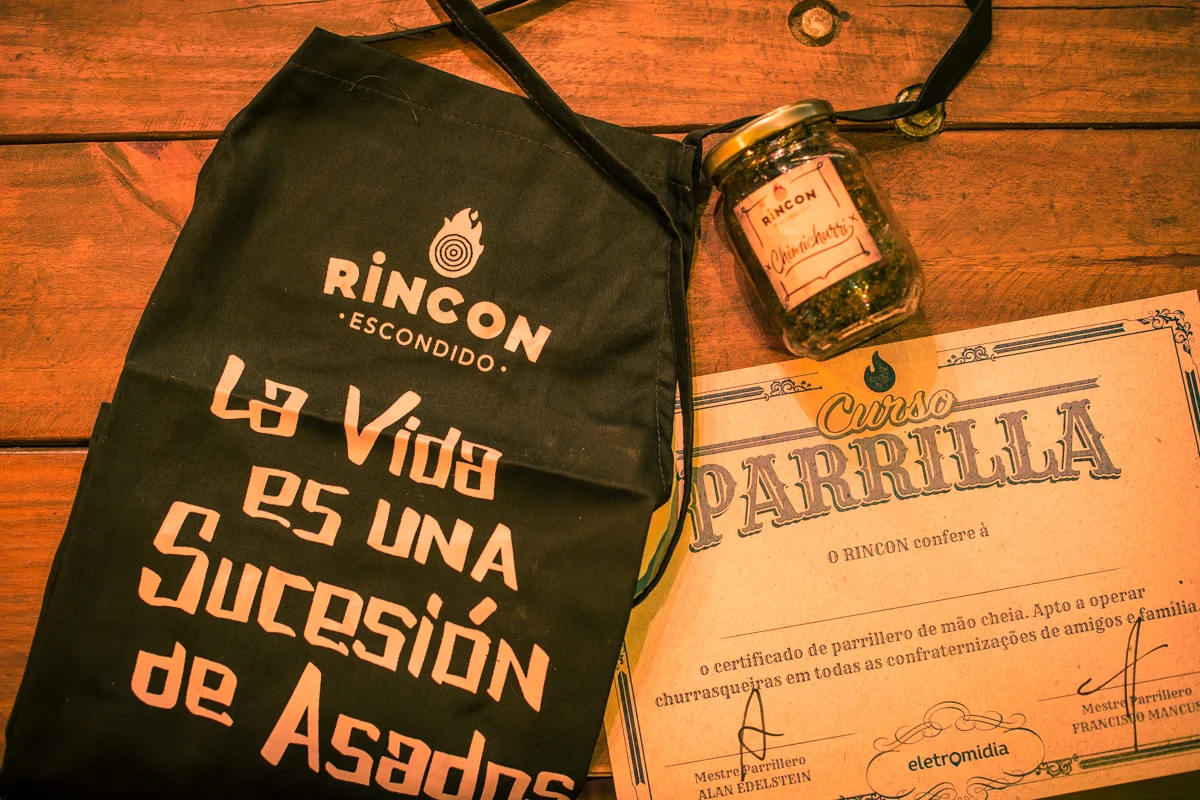 RINCON
·ESCONDIDO·
La Vida
es UNA
Sucesión
de Asados
RINCON
Chimichurri
Curso
PARRILLA
O RINCON confere à
o certificado de parrillero de mão cheia. Apto a operar
churrasqueiras em todas as confraternizações de amigos e família
Mestre Parrillero
ALAN EDELSTEIN
eletromidia
Mestre Parrillero
FRANCISCO MANCUS